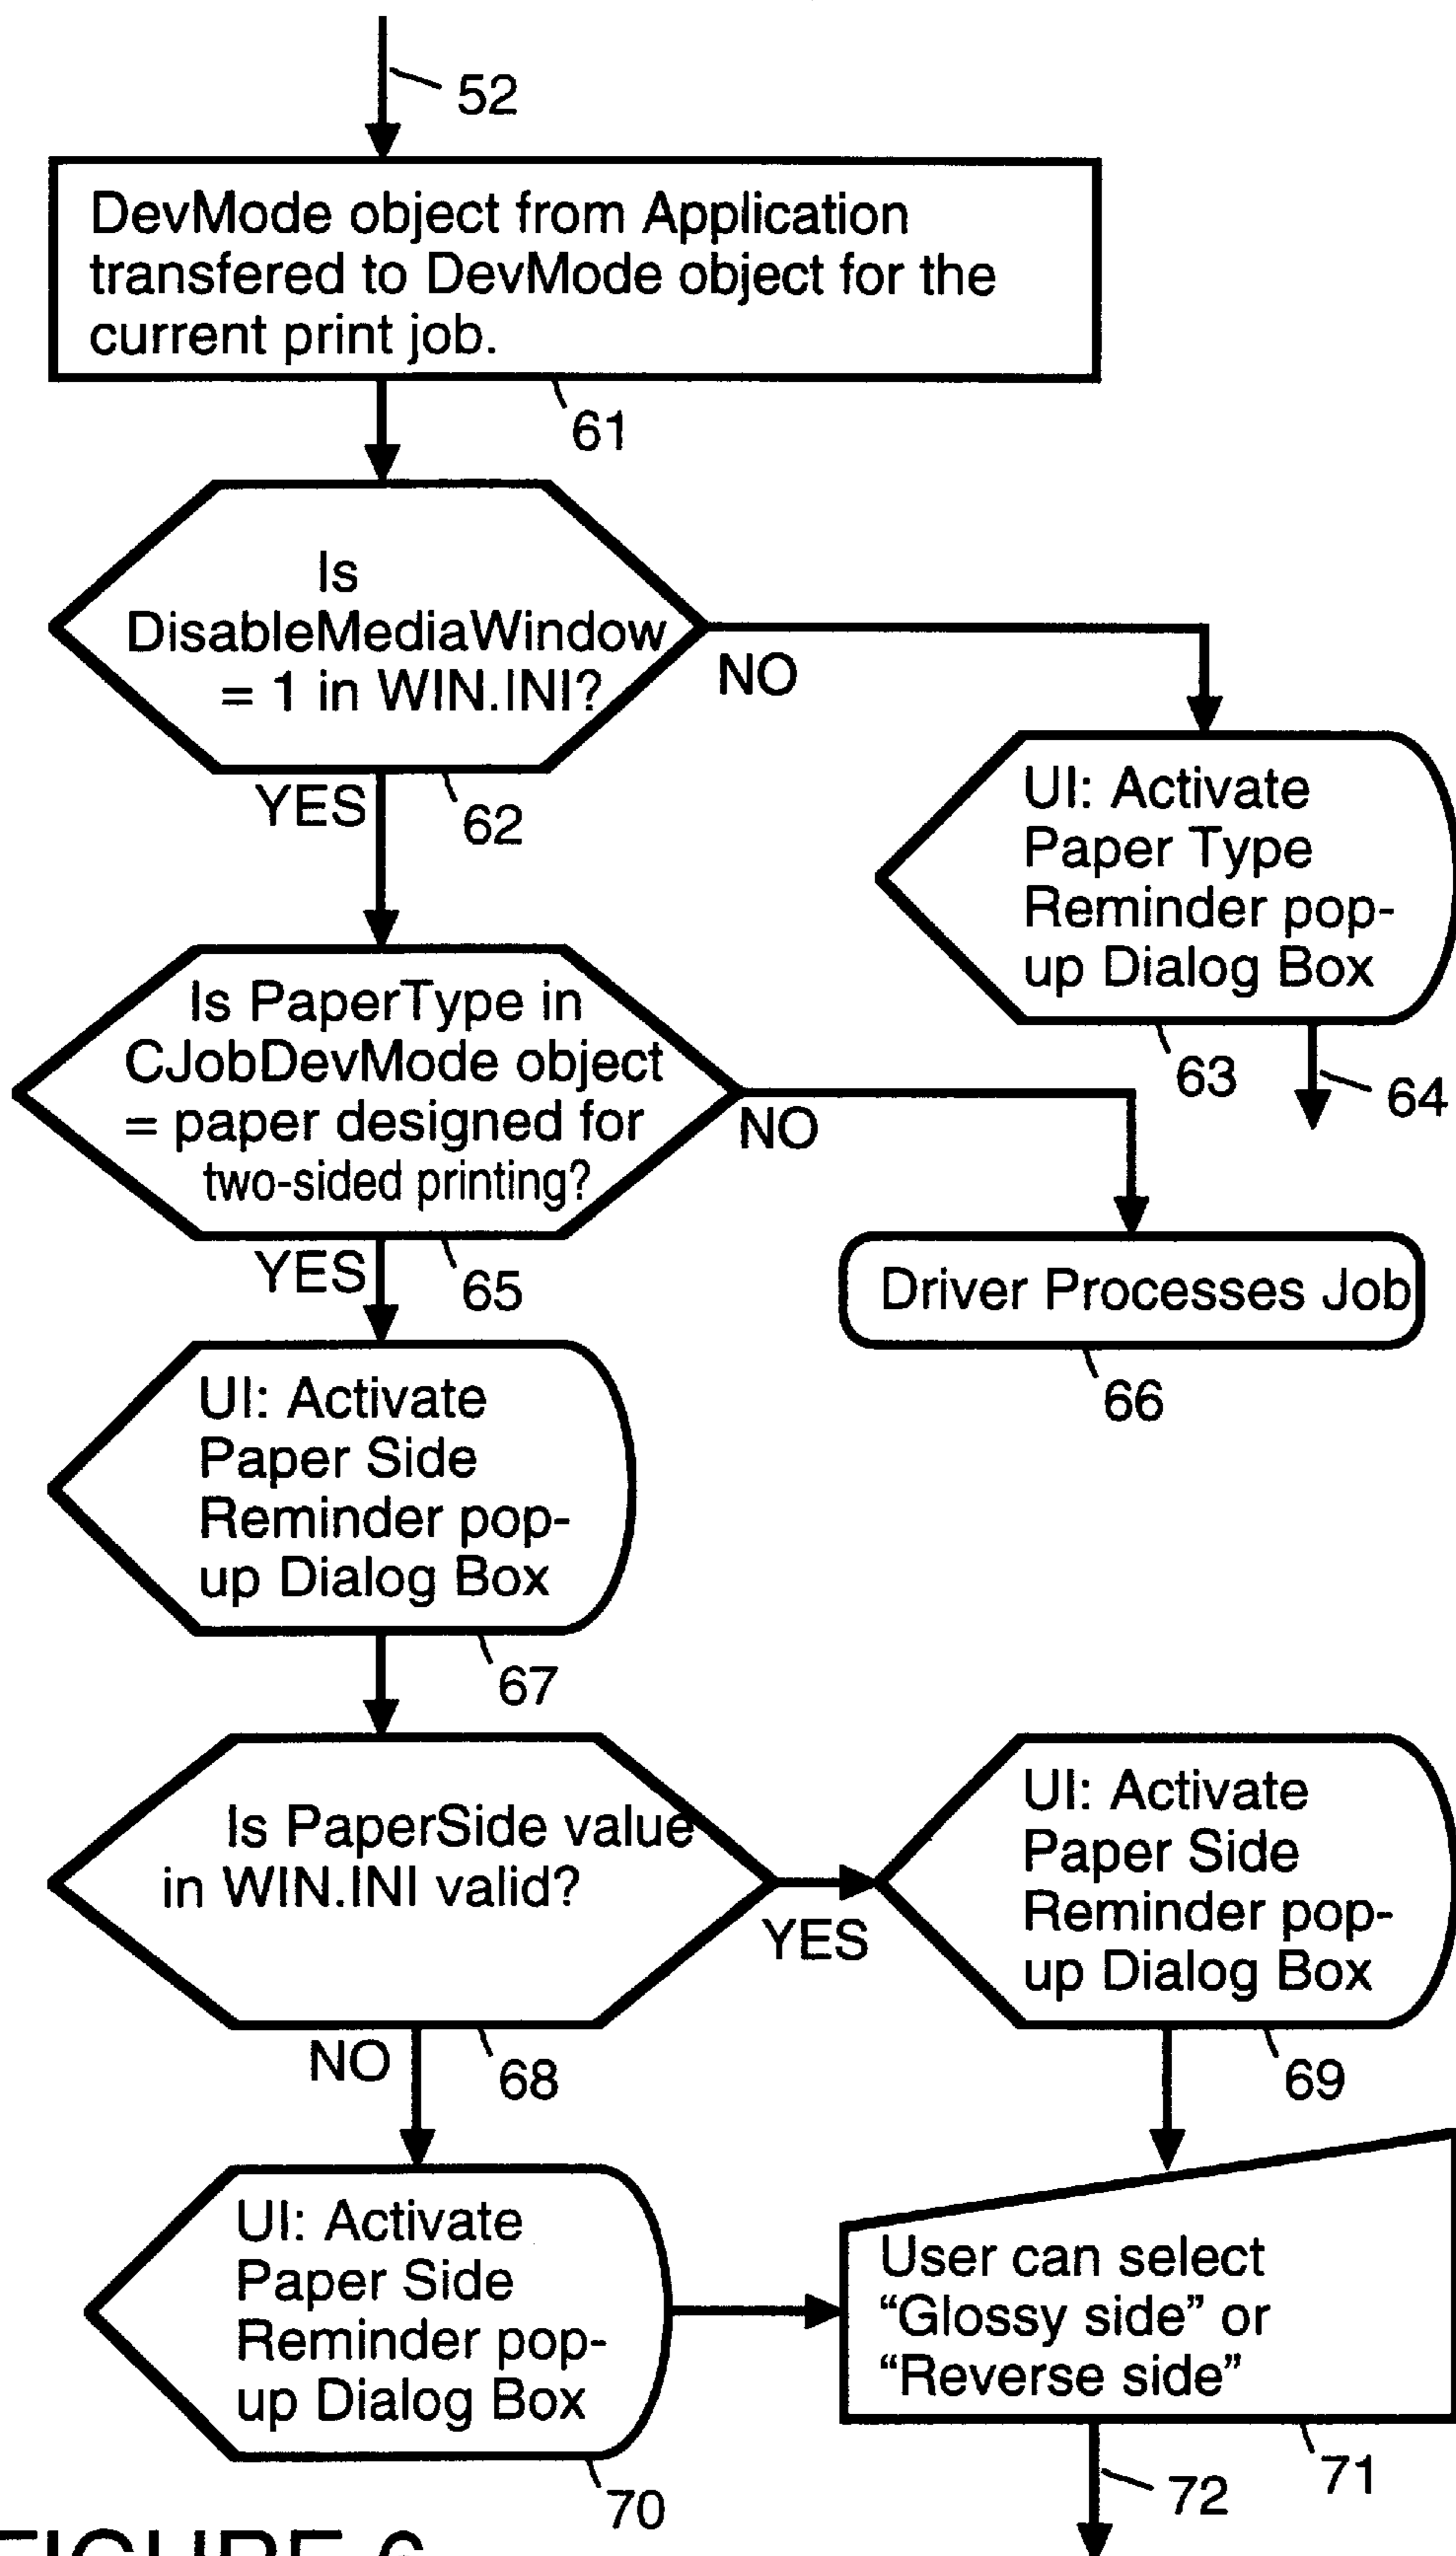 52
DevMode object from Application
transfered to DevMode object for the
current print job.
61
Is
DisableMediaWindow
= 1 in WIN.INI?
NO
YES
62
UI: Activate
Paper Type
Reminder pop-
up Dialog Box
63
64
Is PaperType in
CJobDevMode object
= paper designed for
two-sided printing?
NO
YES
65
Driver Processes Job
66
UI: Activate
Paper Side
Reminder pop-
up Dialog Box
67
Is PaperSide value
in WIN.INI valid?
YES
NO
68
UI: Activate
Paper Side
Reminder pop-
up Dialog Box
69
UI: Activate
Paper Side
Reminder pop-
up Dialog Box
70
User can select
“Glossy side” or
“Reverse side”
71
72
FIGURE 6